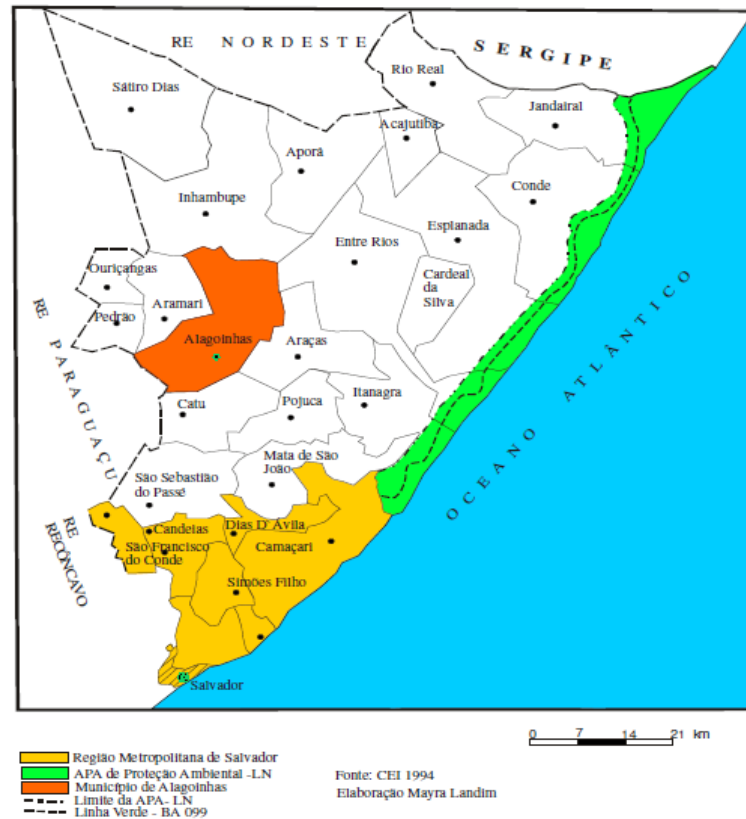 RE NORDESTE
SERGIPE
Rio Real
Sátiro Dias
Jandairal
Acajutiba
Aporá
Conde
Inhambupe
Esplanada
Entre Rios
Ouriçangas
Cardeal
da
Silva
Aramari
Pedrão
RE PARAGUAÇU
Alagoinhas
Araças
OCEANO ATLÂNTICO
Itanagra
Catu
Pojuca
Mata de São
João
São Sebastião
do Passé
RE
RECÔNCAVO
Candeias
Dias D' Ávila
São Francisco
do Conde
Camaçari
Simões Filho
Salvador
0 7 14 21 km
Região Metropolitana de Salvador
APA de Proteção Ambiental -LN
Município de Alagoinhas
Limite da APA- LN
Linha Verde - BA 099
Fonte: CEI 1994
Elaboração Mayra Landim